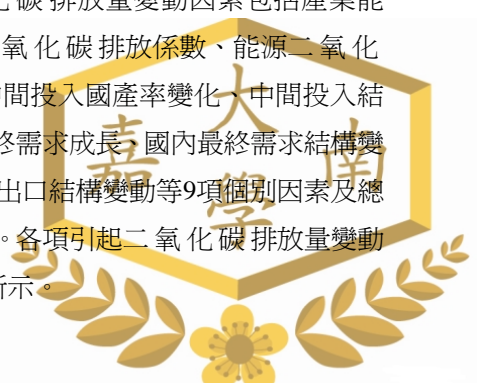 化碳排放量變動因素包括產業能
氧化碳排放係數、能源二氧化
間投入國產率變化、中間投入結
終需求成長、國內最終需求結構變
出口結構變動等9項個別因素及總
。各項引起二氧化碳排放量變動
所示。
嘉南大學